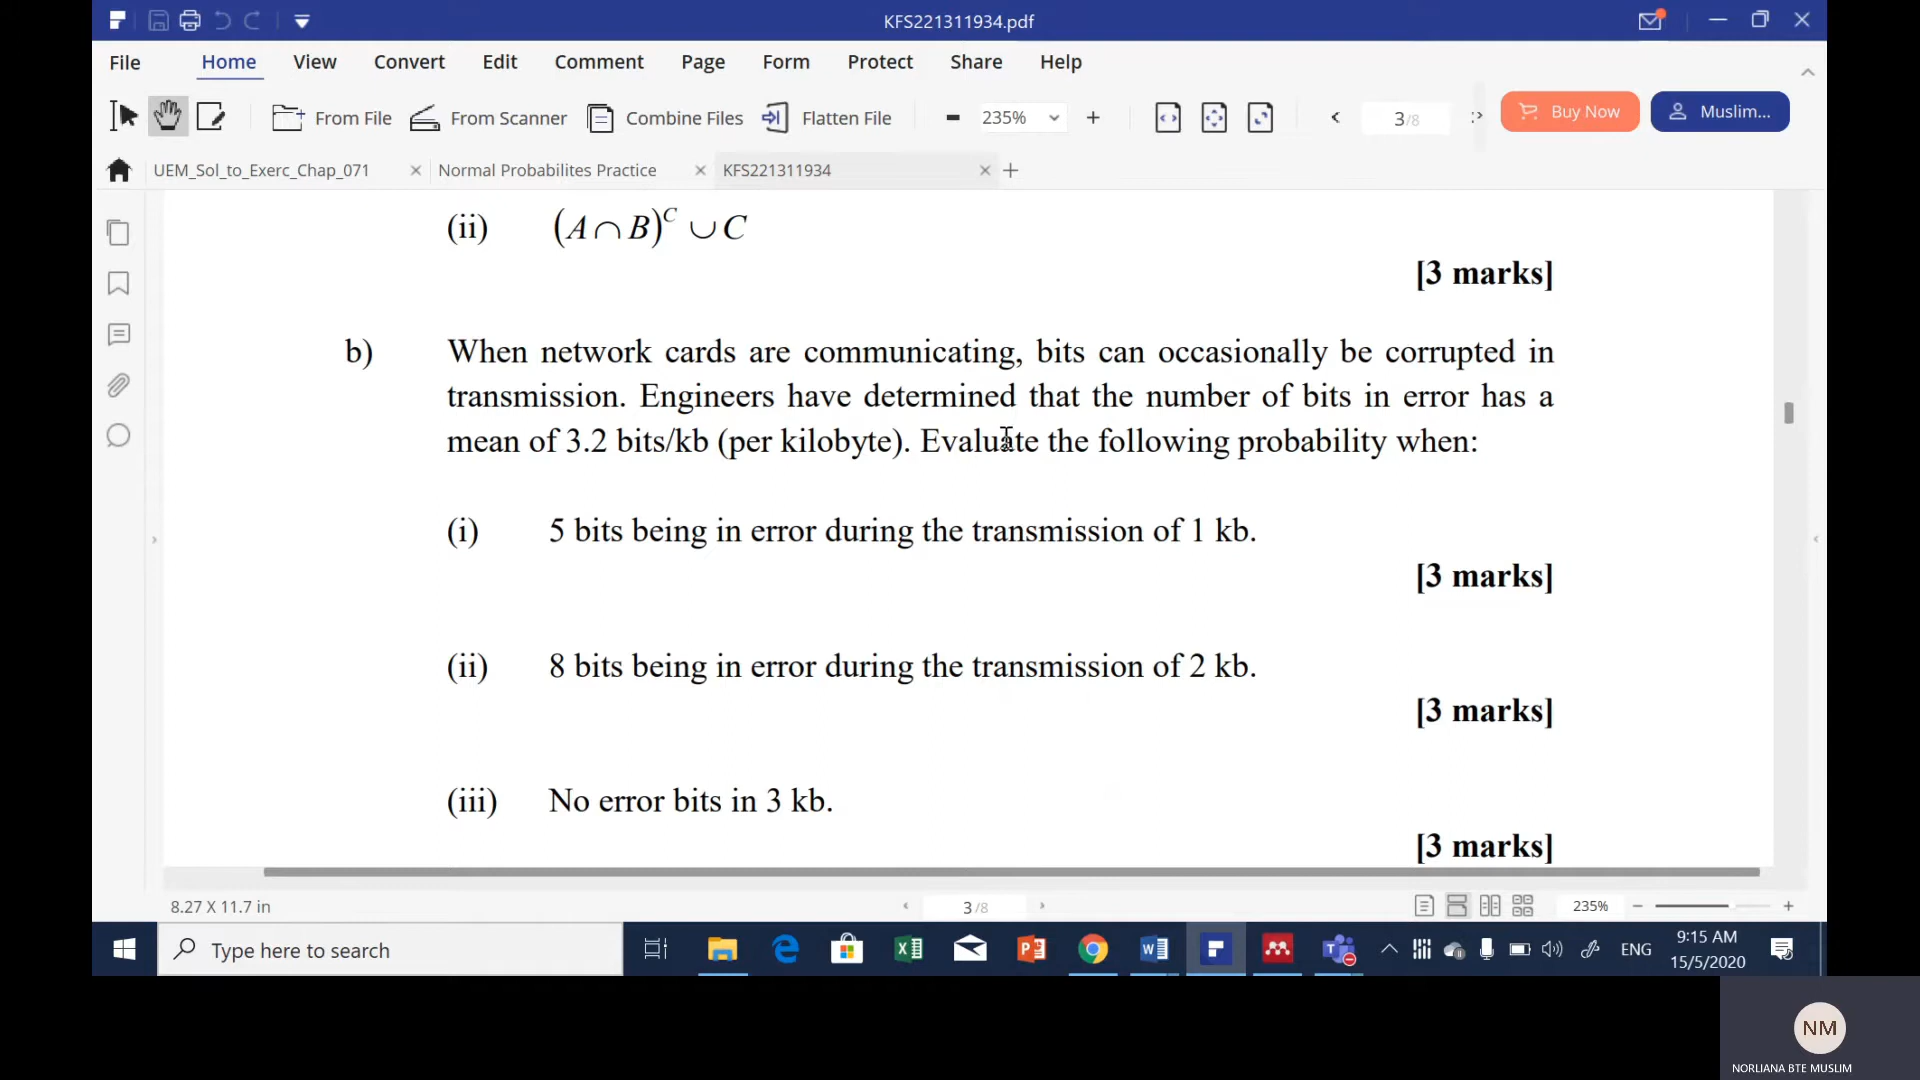 KFS221311934.pdf
File Home View Convert Edit Comment Page Form Protect Share Help
From File From Scanner Combine Files Flatten File 235% 3/8 Buy Now Muslim...
UEM_Sol_to_Exerc_Chap_071 Normal Probabilites Practice KFS221311934
(ii) (A∩B)^C ∪ C
[3 marks]
b) When network cards are communicating, bits can occasionally be corrupted in
transmission. Engineers have determined that the number of bits in error has a
mean of 3.2 bits/kb (per kilobyte). Evaluate the following probability when:
(i) 5 bits being in error during the transmission of 1 kb.
[3 marks]
(ii) 8 bits being in error during the transmission of 2 kb.
[3 marks]
(iii) No error bits in 3 kb.
[3 marks]
8.27 X 11.7 in 3/8 235%
Type here to search ENG 9:15 AM
15/5/2020
NM
NORLIANA BTE MUSLIM